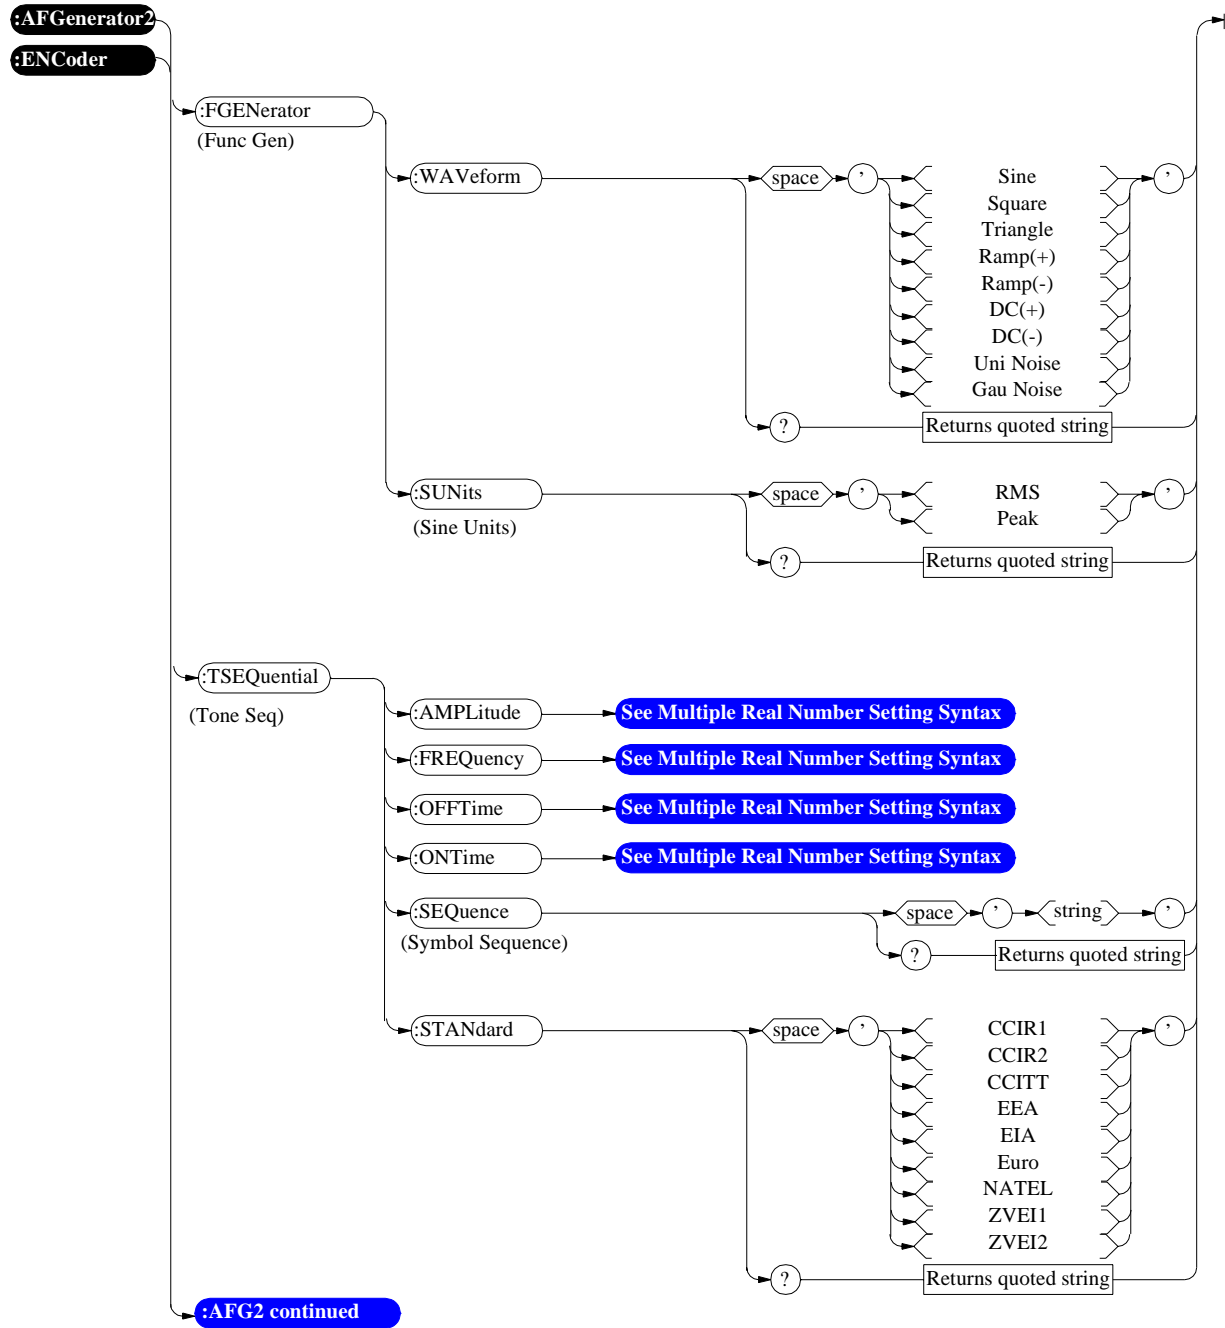 :AFGenerator2
:ENCoder
:FGENerator
(Func Gen)
:WAVeform
space
’
Sine
’
Square
Triangle
Ramp(+)
Ramp(-)
DC(+)
DC(-)
Uni Noise
Gau Noise
?
Returns quoted string
:SUNits
(Sine Units)
space
’
RMS
’
Peak
?
Returns quoted string
:TSEQuential
(Tone Seq)
:AMPLitude
See Multiple Real Number Setting Syntax
:FREQuency
See Multiple Real Number Setting Syntax
:OFFTime
See Multiple Real Number Setting Syntax
:ONTime
See Multiple Real Number Setting Syntax
:SEQuence
(Symbol Sequence)
space
’
string
’
?
Returns quoted string
:STANdard
space
’
CCIR1
’
CCIR2
CCITT
EEA
EIA
Euro
NATEL
ZVEI1
ZVEI2
?
Returns quoted string
:AFG2 continued